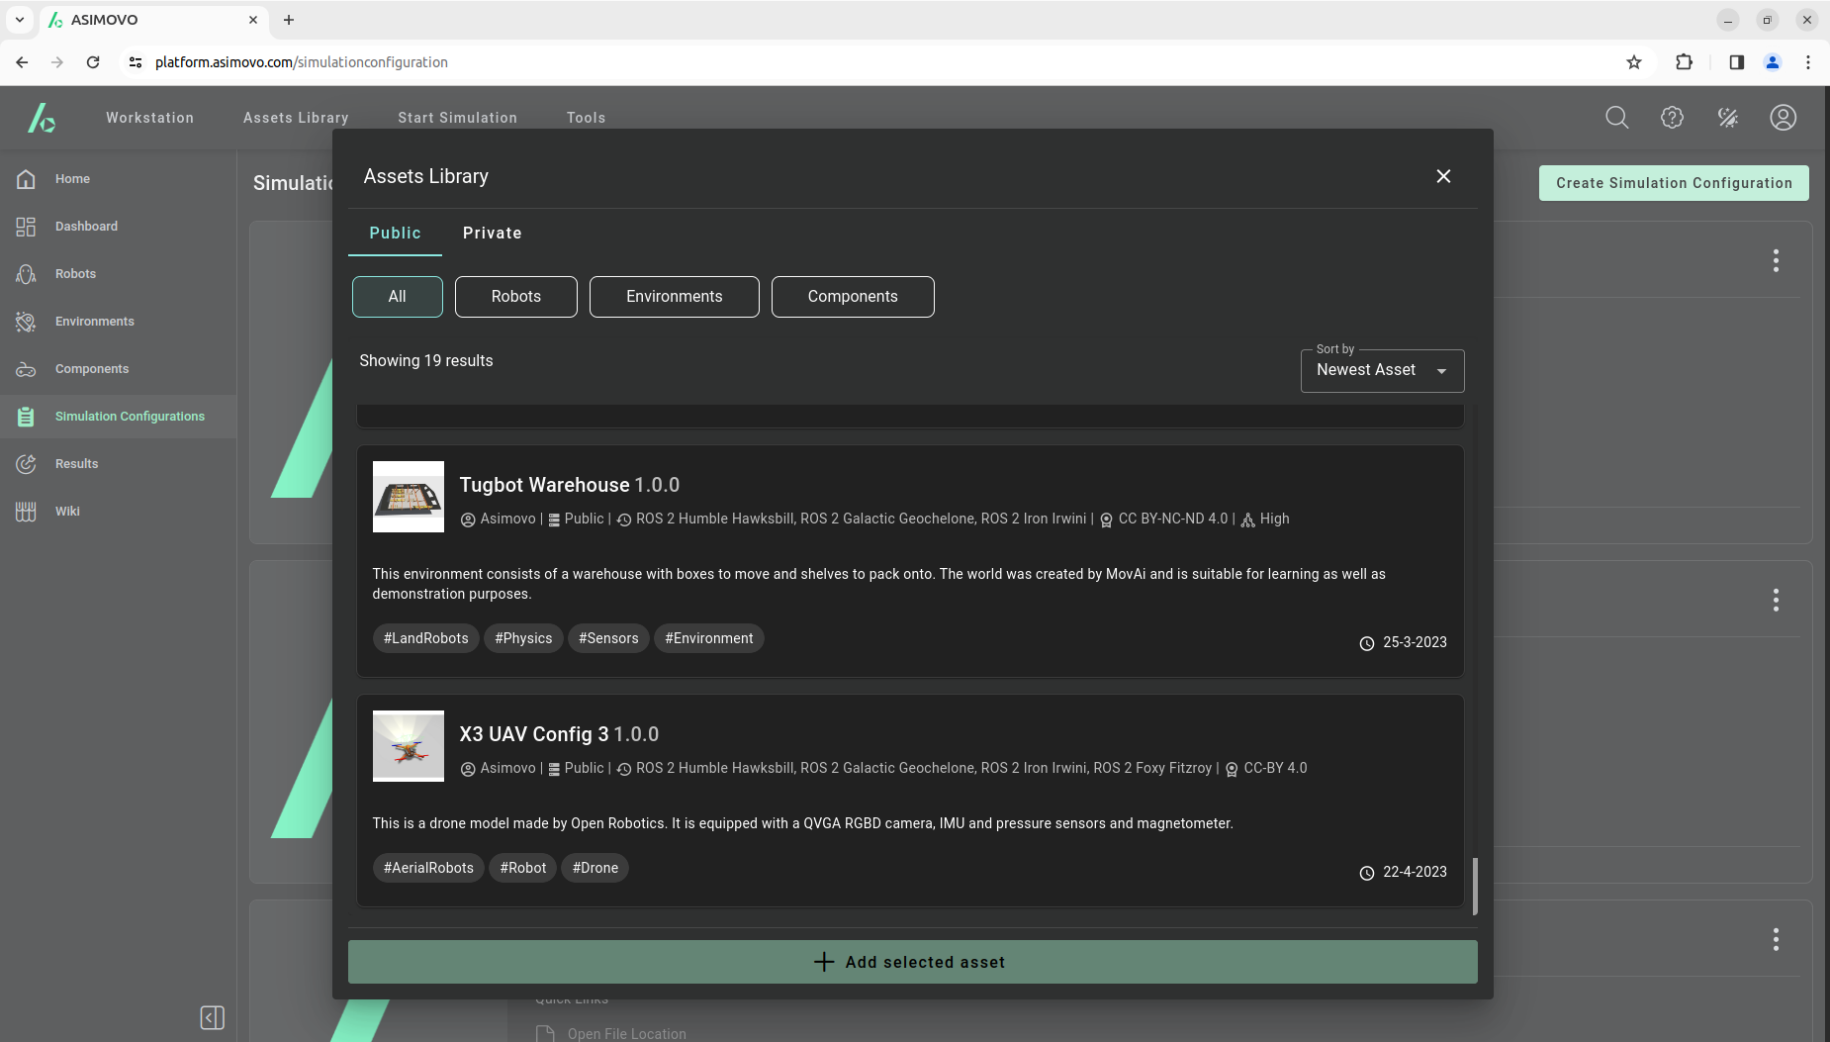 ASIMOVO
platform.asimovo.com/simulationconfiguration
Workstation Assets Library Start Simulation Tools
Home
Dashboard
Robots
Environments
Components
Simulation Configurations
Results
Wiki
Simulatio
Create Simulation Configuration
Assets Library
Public Private
All Robots Environments Components
Showing 19 results
Sort by
Newest Asset
Tugbot Warehouse 1.0.0
Asimovo | Public | ROS 2 Humble Hawksbill, ROS 2 Galactic Geochelone, ROS 2 Iron Irwini | CC BY-NC-ND 4.0 | High
This environment consists of a warehouse with boxes to move and shelves to pack onto. The world was created by MovAi and is suitable for learning as well as
demonstration purposes.
#LandRobots #Physics #Sensors #Environment
25-3-2023
X3 UAV Config 3 1.0.0
Asimovo | Public | ROS 2 Humble Hawksbill, ROS 2 Galactic Geochelone, ROS 2 Iron Irwini, ROS 2 Foxy Fitzroy | CC-BY 4.0
This is a drone model made by Open Robotics. It is equipped with a QVGA RGBD camera, IMU and pressure sensors and magnetometer.
#AerialRobots #Robot #Drone
22-4-2023
Add selected asset
Quick Links
Open File Location